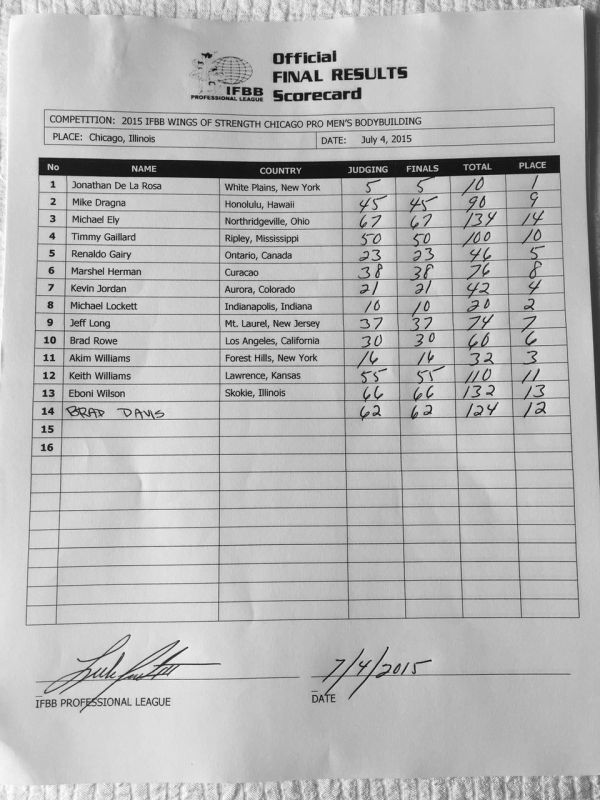 IFBB
PROFESSIONAL LEAGUE
Official
FINAL RESULTS
Scorecard
COMPETITION: 2015 IFBB WINGS OF STRENGTH CHICAGO PRO MEN'S BODYBUILDING
PLACE: Chicago, Illinois DATE: July 4, 2015
No NAME COUNTRY JUDGING FINALS TOTAL PLACE
1 Jonathan De La Rosa White Plains, New York 5 5 10 1
2 Mike Dragna Honolulu, Hawaii 45 45 90 9
3 Michael Ely Northridgeville, Ohio 67 67 134 14
4 Timmy Gaillard Ripley, Mississippi 50 50 100 10
5 Renaldo Gairy Ontario, Canada 23 23 46 5
6 Marshel Herman Curacao 38 38 76 8
7 Kevin Jordan Aurora, Colorado 21 21 42 4
8 Michael Lockett Indianapolis, Indiana 10 10 20 2
9 Jeff Long Mt. Laurel, New Jersey 37 37 74 7
10 Brad Rowe Los Angeles, California 30 30 60 6
11 Akim Williams Forest Hills, New York 16 16 32 3
12 Keith Williams Lawrence, Kansas 55 55 110 11
13 Eboni Wilson Skokie, Illinois 66 66 132 13
14 BRAD DAVIS 62 62 124 12
15
16
7/4/2015
IFBB PROFESSIONAL LEAGUE DATE